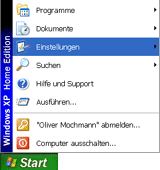 Programme
Dokumente
Einstellungen
Suchen
Hilfe und Support
Ausführen...
"Oliver Mochmann" abmelden...
Computer ausschalten...
Windows XP Home Edition
Start